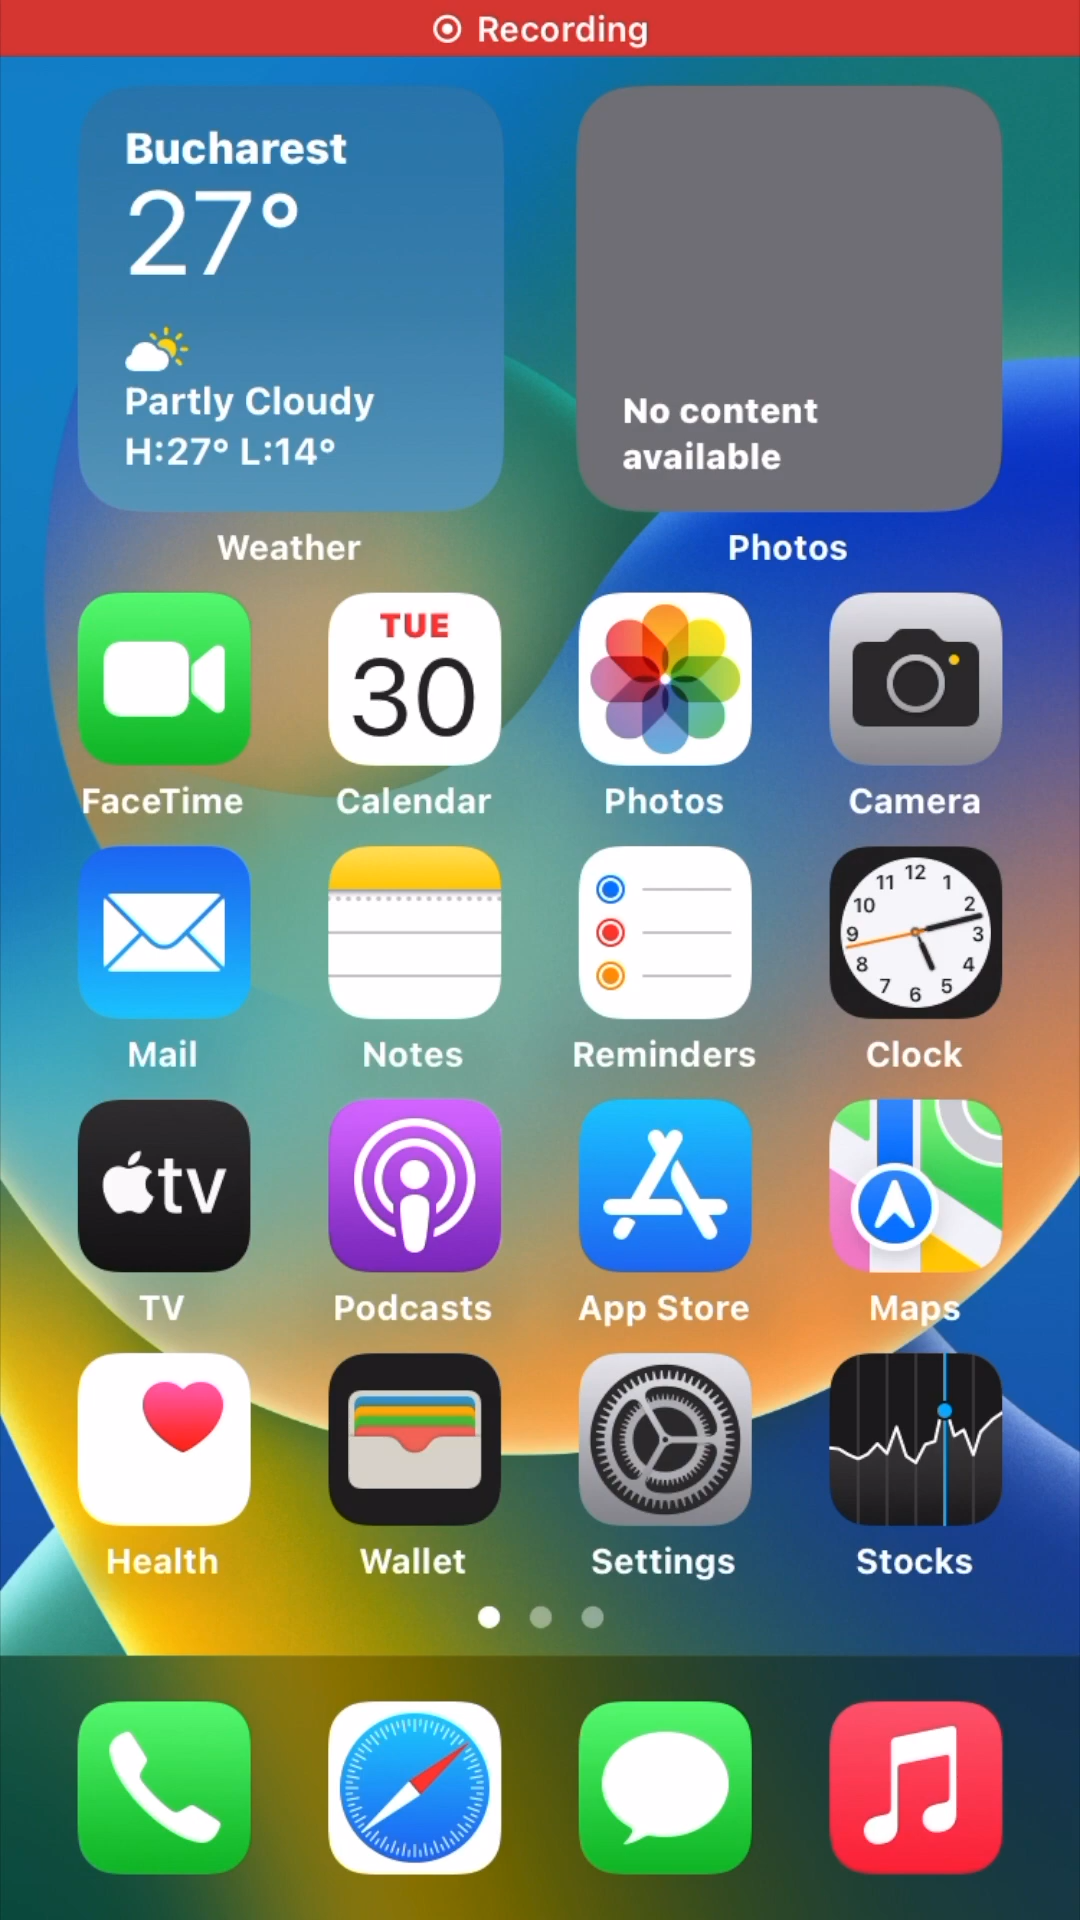 Recording
Bucharest
27°
Partly Cloudy
H:27° L:14°
No content
available
Weather
Photos
TUE
30
FaceTime
Calendar
Photos
Camera
12
11
1
10
2
9
3
8
4
7
5
6
Mail
Notes
Reminders
Clock
tv
TV
Podcasts
App Store
Maps
Health
Wallet
Settings
Stocks